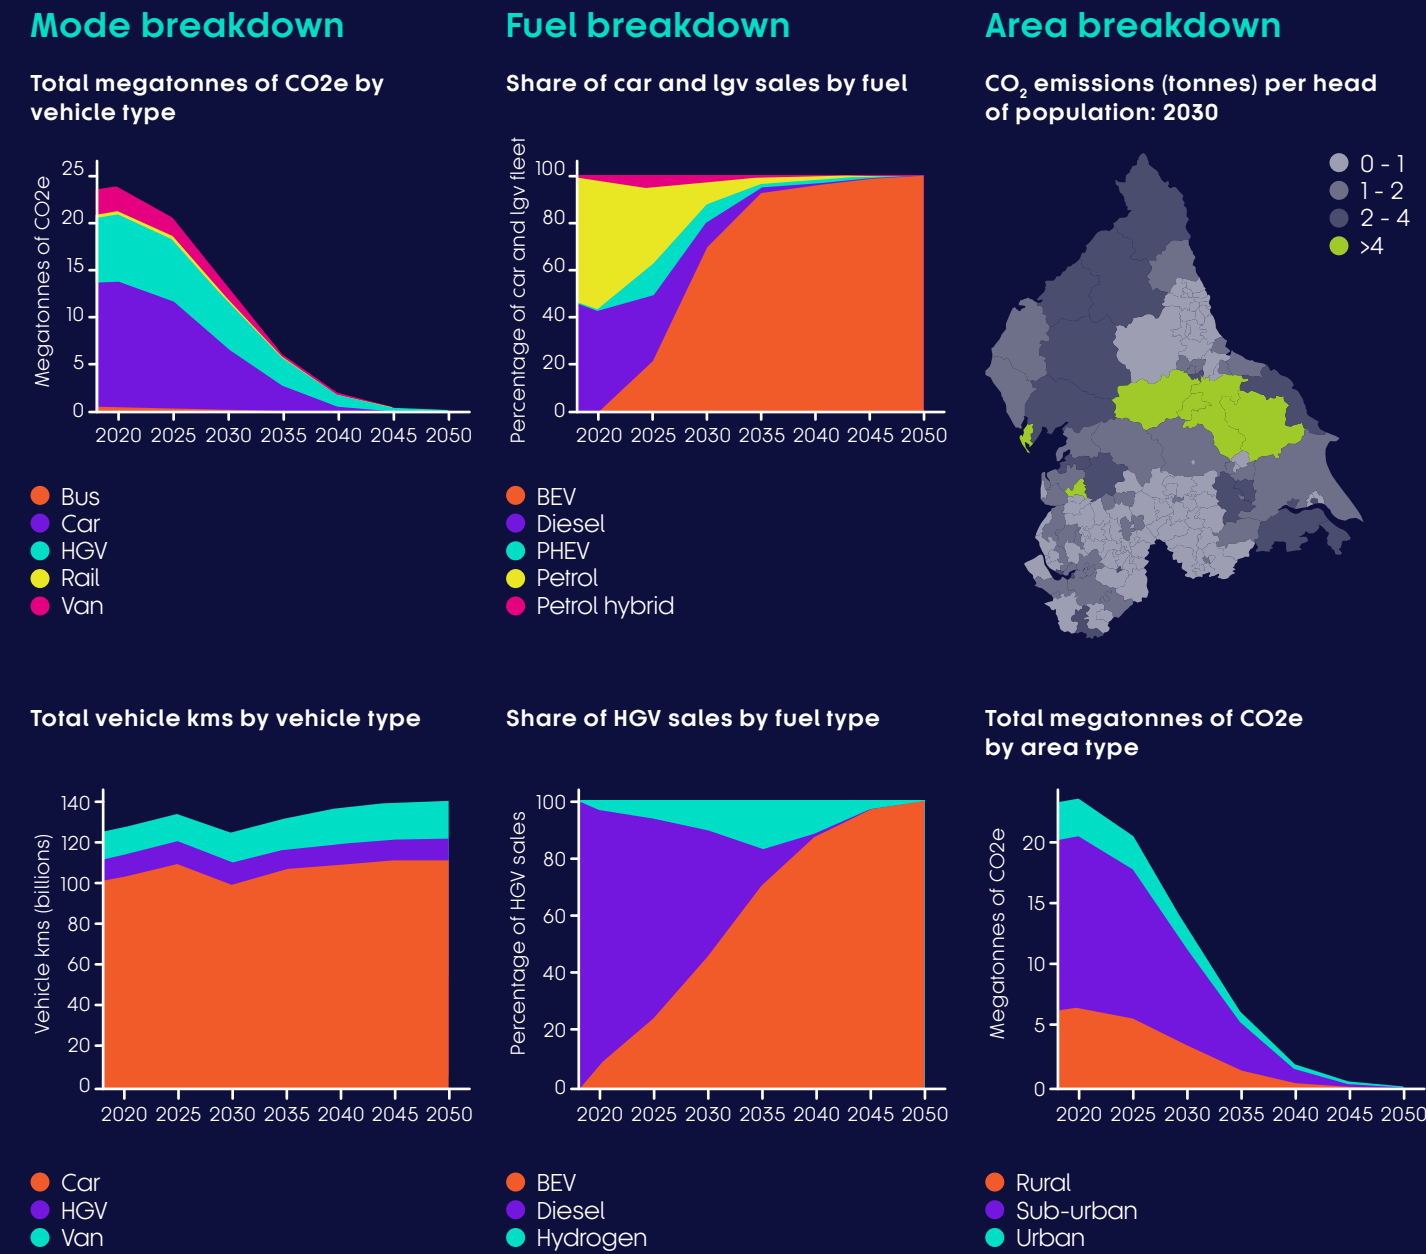 Mode breakdown
Total megatonnes of CO2e by
vehicle type
Megatonnes of CO2e
25
20
15
10
5
0
2020 2025 2030 2035 2040 2045 2050
Bus
Car
HGV
Rail
Van
Fuel breakdown
Share of car and lgv sales by fuel
Percentage of car and lgv fleet
100
80
60
40
20
0
2020 2025 2030 2035 2040 2045 2050
BEV
Diesel
PHEV
Petrol
Petrol hybrid
Area breakdown
CO₂ emissions (tonnes) per head
of population: 2030
0 - 1
1 - 2
2 - 4
>4
Total vehicle kms by vehicle type
Vehicle kms (billions)
140
120
100
80
60
40
20
0
2020 2025 2030 2035 2040 2045 2050
Car
HGV
Van
Share of HGV sales by fuel type
Percentage of HGV sales
100
80
60
40
20
0
2020 2025 2030 2035 2040 2045 2050
BEV
Diesel
Hydrogen
Total megatonnes of CO2e
by area type
Megatonnes of CO2e
20
15
10
5
0
2020 2025 2030 2035 2040 2045 2050
Rural
Sub-urban
Urban